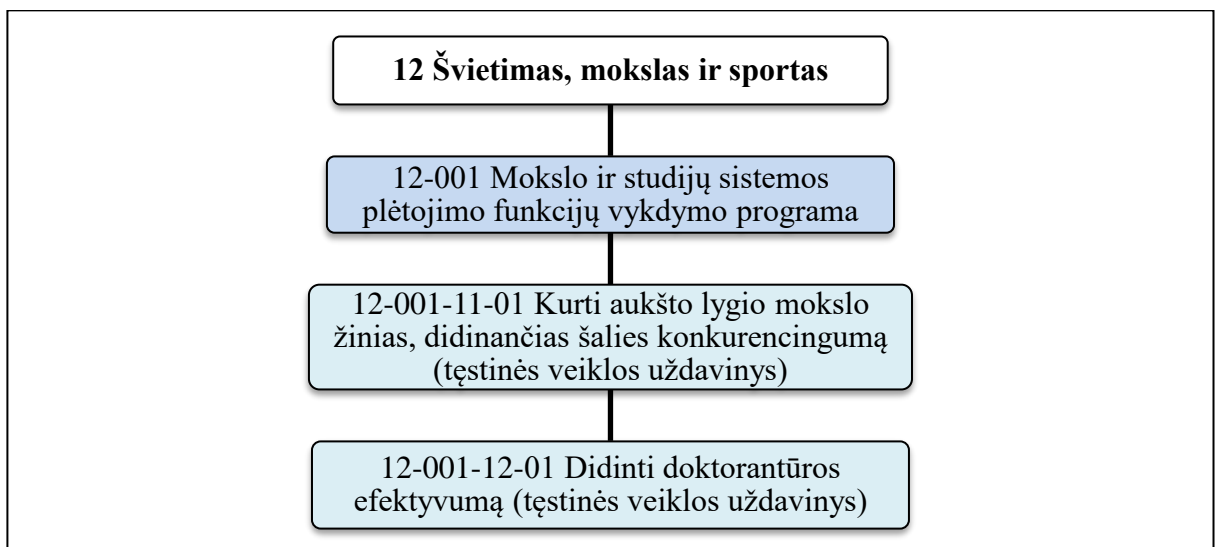 12 Švietimas, mokslas ir sportas
12-001 Mokslo ir studijų sistemos
plėtojimo funkcijų vykdymo programa
12-001-11-01 Kurti aukšto lygio mokslo
žinias, didinančias šalies konkurencingumą
(tęstinės veiklos uždavinys)
12-001-12-01 Didinti doktorantūros
efektyvumą (tęstinės veiklos uždavinys)